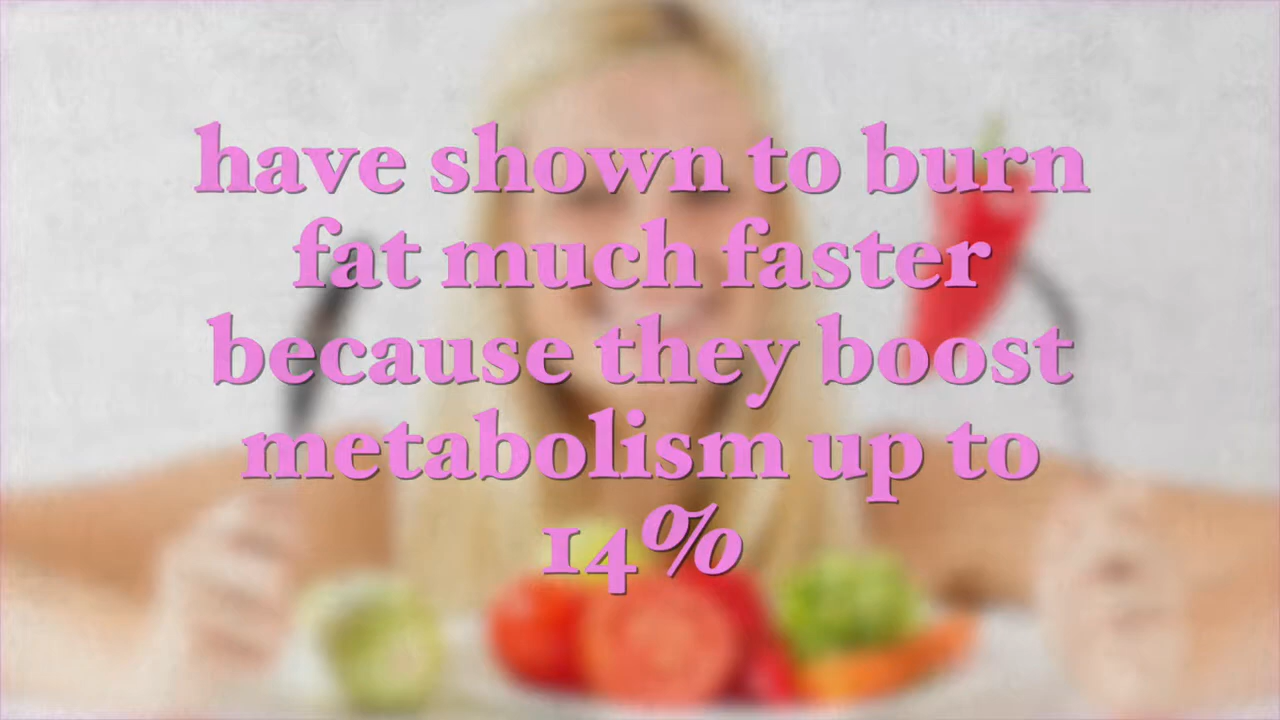 have shown to burn
fat much faster
because they boost
metabolism up to
14%